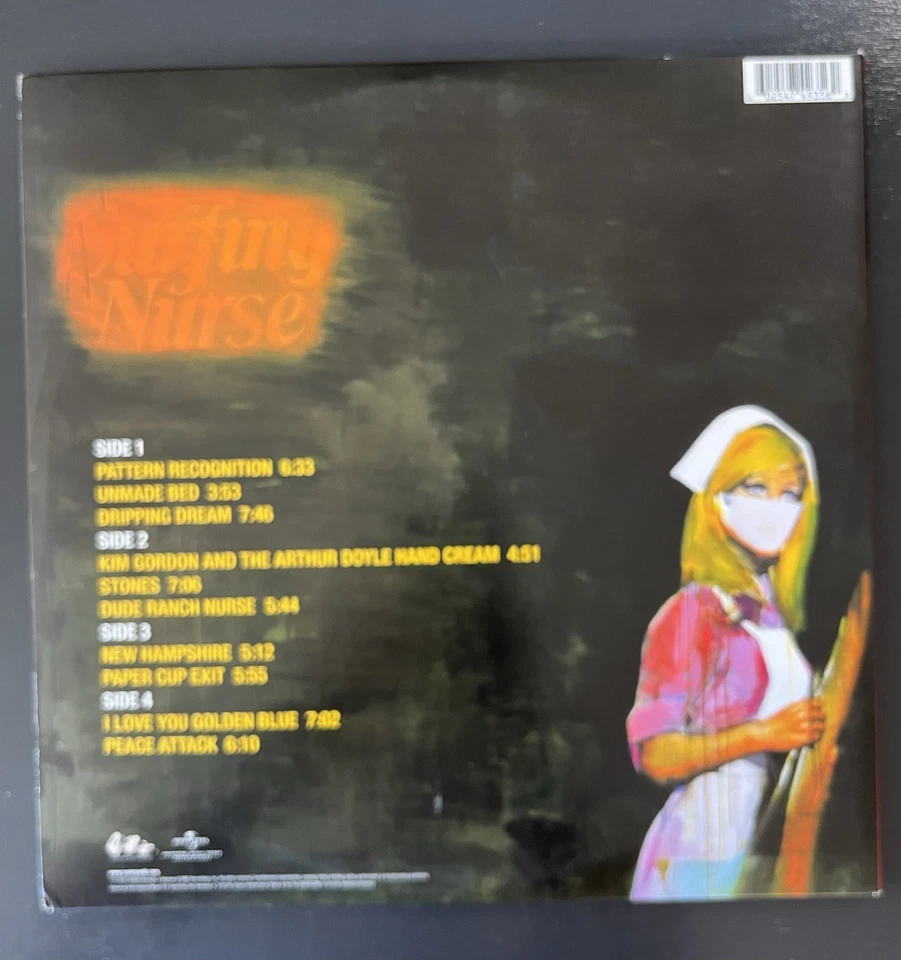 Surfing
Nurse
SIDE 1
PATTERN RECOGNITION 6:33
UNMADE BED 3:53
DRIPPING DREAM 7:46
SIDE 2
KIM GORDON AND THE ARTHUR DOYLE HAND CREAM 4:51
STONES 7:06
DUDE RANCH NURSE 5:44
SIDE 3
NEW HAMPSHIRE 5:12
PAPER CUP EXIT 5:55
SIDE 4
I LOVE YOU GOLDEN BLUE 7:02
PEACE ATTACK 6:10